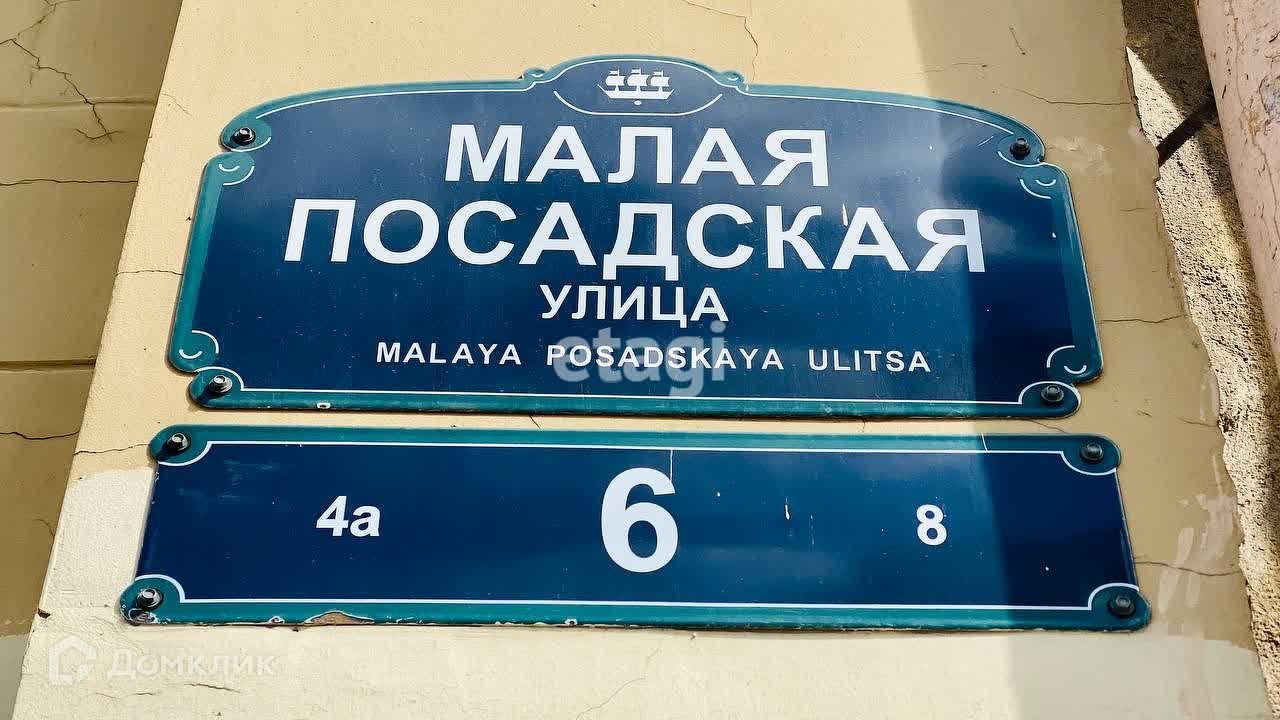 МАЛАЯ
ПОСАДСКАЯ
УЛИЦА
MALAYA POSADSKAYA ULITSA
etagi
4а 6 8
Домклик